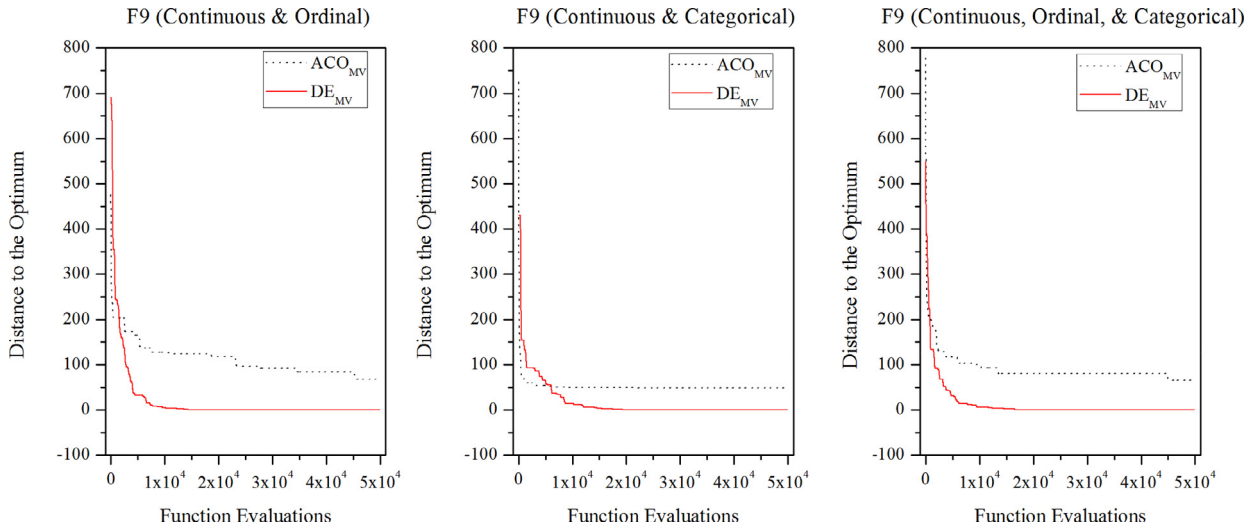 F9 (Continuous & Ordinal)
800
700
600
500
400
300
200
100
0
-100
Distance to the Optimum
ACO_MV
DE_MV
0 1x10^4 2x10^4 3x10^4 4x10^4 5x10^4
Function Evaluations
F9 (Continuous & Categorical)
800
700
600
500
400
300
200
100
0
-100
Distance to the Optimum
ACO_MV
DE_MV
0 1x10^4 2x10^4 3x10^4 4x10^4 5x10^4
Function Evaluations
F9 (Continuous, Ordinal, & Categorical)
800
700
600
500
400
300
200
100
0
-100
Distance to the Optimum
ACO_MV
DE_MV
0 1x10^4 2x10^4 3x10^4 4x10^4 5x10^4
Function Evaluations